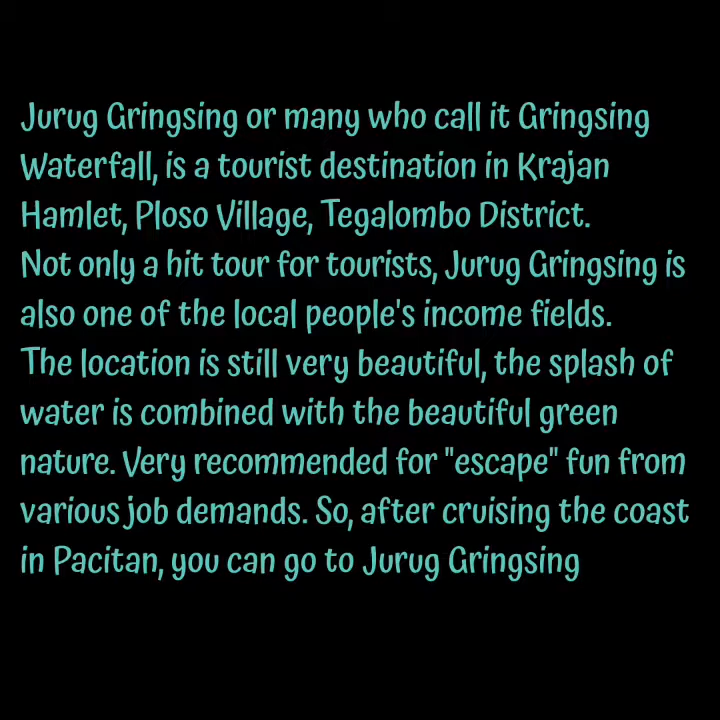 Jurug Gringsing or many who call it Gringsing
Waterfall, is a tourist destination in Krajan
Hamlet, Ploso Village, Tegalombo District.
Not only a hit tour for tourists, Jurug Gringsing is
also one of the local people's income fields.
The location is still very beautiful, the splash of
water is combined with the beautiful green
nature. Very recommended for "escape" fun from
various job demands. So, after cruising the coast
in Pacitan, you can go to Jurug Gringsing